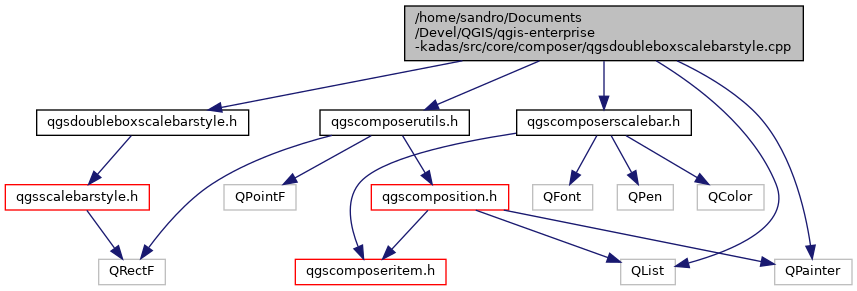 /home/sandro/Documents
/Devel/QGIS/qgis-enterprise
-kadas/src/core/composer/qgsdoubleboxscalebarstyle.cpp
qgsdoubleboxscalebarstyle.h
qgscomposerutils.h
qgscomposerscalebar.h
qgsscalebarstyle.h
QPointF
qgscomposition.h
QFont
QPen
QColor
QRectF
qgscomposeritem.h
QList
QPainter